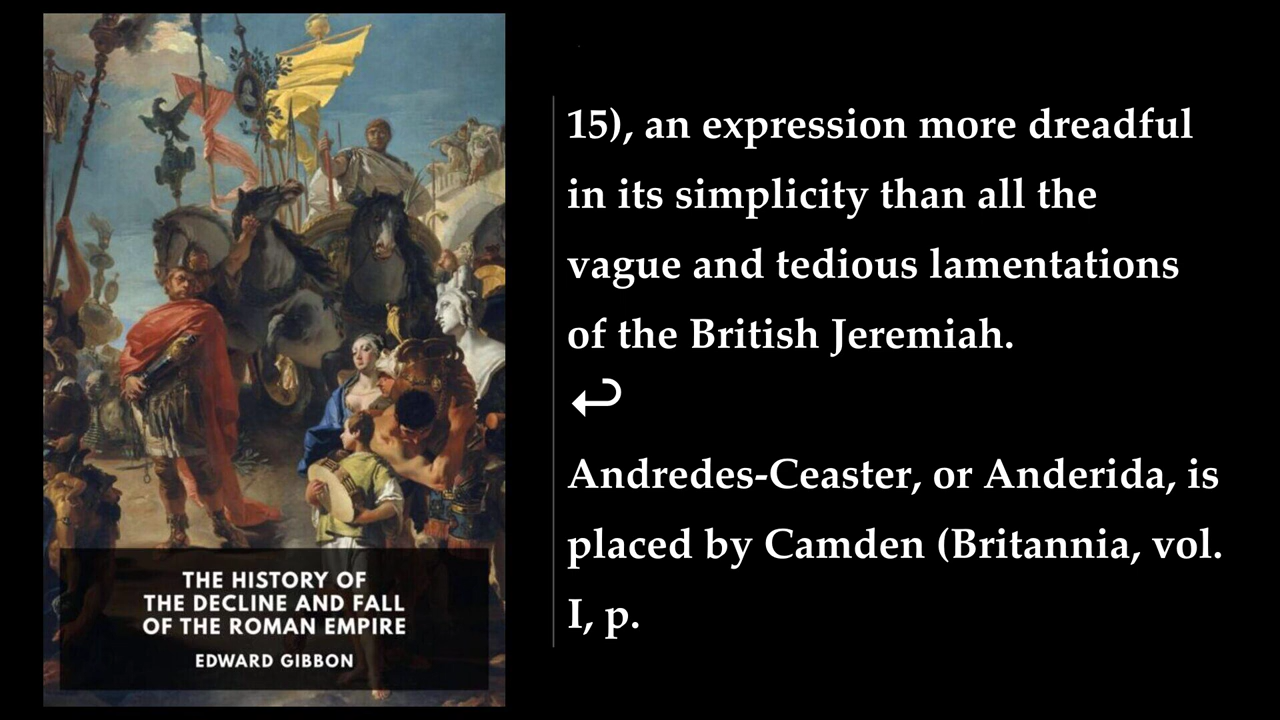 THE HISTORY OF
THE DECLINE AND FALL
OF THE ROMAN EMPIRE
EDWARD GIBBON
15), an expression more dreadful
in its simplicity than all the
vague and tedious lamentations
of the British Jeremiah.
↩
Andredes-Ceaster, or Anderida, is
placed by Camden (Britannia, vol.
I, p.